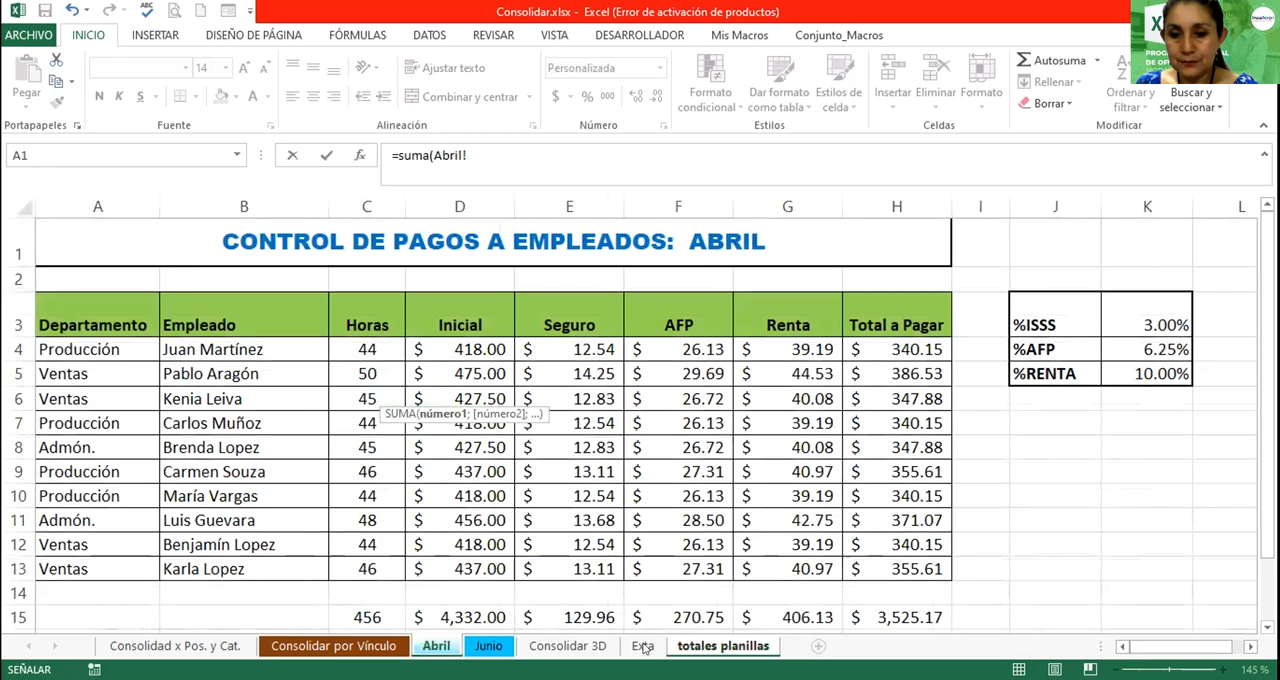 Consolidar.xlsx - Excel (Error de activación de productos)
ARCHIVO INICIO INSERTAR DISEÑO DE PÁGINA FÓRMULAS DATOS REVISAR VISTA DESARROLLADOR Mis Macros Conjunto_Macros
Pegar
14
N K S
Ajustar texto
Combinar y centrar
Personalizada
$ % 000
Formato condicional
Dar formato como tabla
Estilos de celda
Insertar Eliminar Formato
Autosuma
Rellenar
Borrar
Ordenar y filtrar
Buscar y seleccionar
Portapapeles Fuente Alineación Número Estilos Celdas Modificar
A1 fx =suma(Abril!
A B C D E F G H I J K L
1 CONTROL DE PAGOS A EMPLEADOS: ABRIL
2
3 Departamento Empleado Horas Inicial Seguro AFP Renta Total a Pagar %ISSS 3.00%
4 Producción Juan Martínez 44 $ 418.00 $ 12.54 $ 26.13 $ 39.19 $ 340.15 %AFP 6.25%
5 Ventas Pablo Aragón 50 $ 475.00 $ 14.25 $ 29.69 $ 44.53 $ 386.53 %RENTA 10.00%
6 Ventas Kenia Leiva 45 $ 427.50 $ 12.83 $ 26.72 $ 40.08 $ 347.88
SUMA(número1; [número2]; ...)
7 Producción Carlos Muñoz 44 $ 418.00 $ 12.54 $ 26.13 $ 39.19 $ 340.15
8 Admón. Brenda Lopez 45 $ 427.50 $ 12.83 $ 26.72 $ 40.08 $ 347.88
9 Producción Carmen Souza 46 $ 437.00 $ 13.11 $ 27.31 $ 40.97 $ 355.61
10 Producción María Vargas 44 $ 418.00 $ 12.54 $ 26.13 $ 39.19 $ 340.15
11 Admón. Luis Guevara 48 $ 456.00 $ 13.68 $ 28.50 $ 42.75 $ 371.07
12 Ventas Benjamín Lopez 44 $ 418.00 $ 12.54 $ 26.13 $ 39.19 $ 340.15
13 Ventas Karla Lopez 46 $ 437.00 $ 13.11 $ 27.31 $ 40.97 $ 355.61
14
15 456 $ 4,332.00 $ 129.96 $ 270.75 $ 406.13 $ 3,525.17
Consolidad x Pos. y Cat. Consolidar por Vínculo Abril Junio Consolidar 3D totales planillas
SEÑALAR 145 %